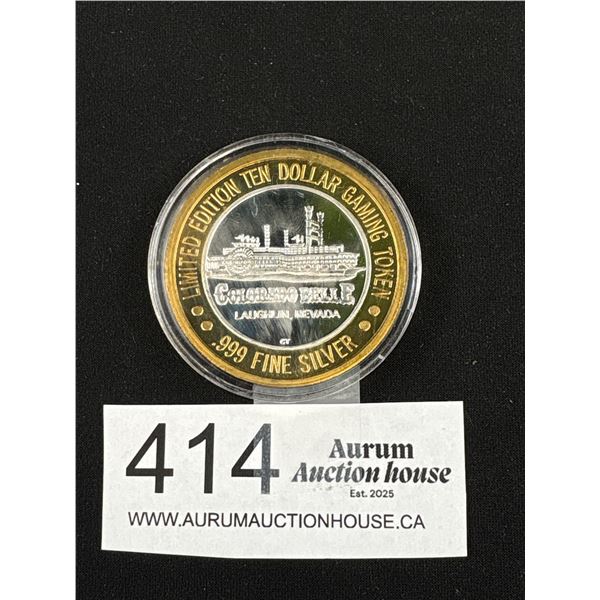 LIMITED EDITION TEN DOLLAR GAMING TOKEN
COLORADO BELLE
LAUGHLIN, NEVADA
GT
.999 FINE SILVER
414
Aurum
Auction house
Est. 2025
WWW.AURUMAUCTIONHOUSE.CA